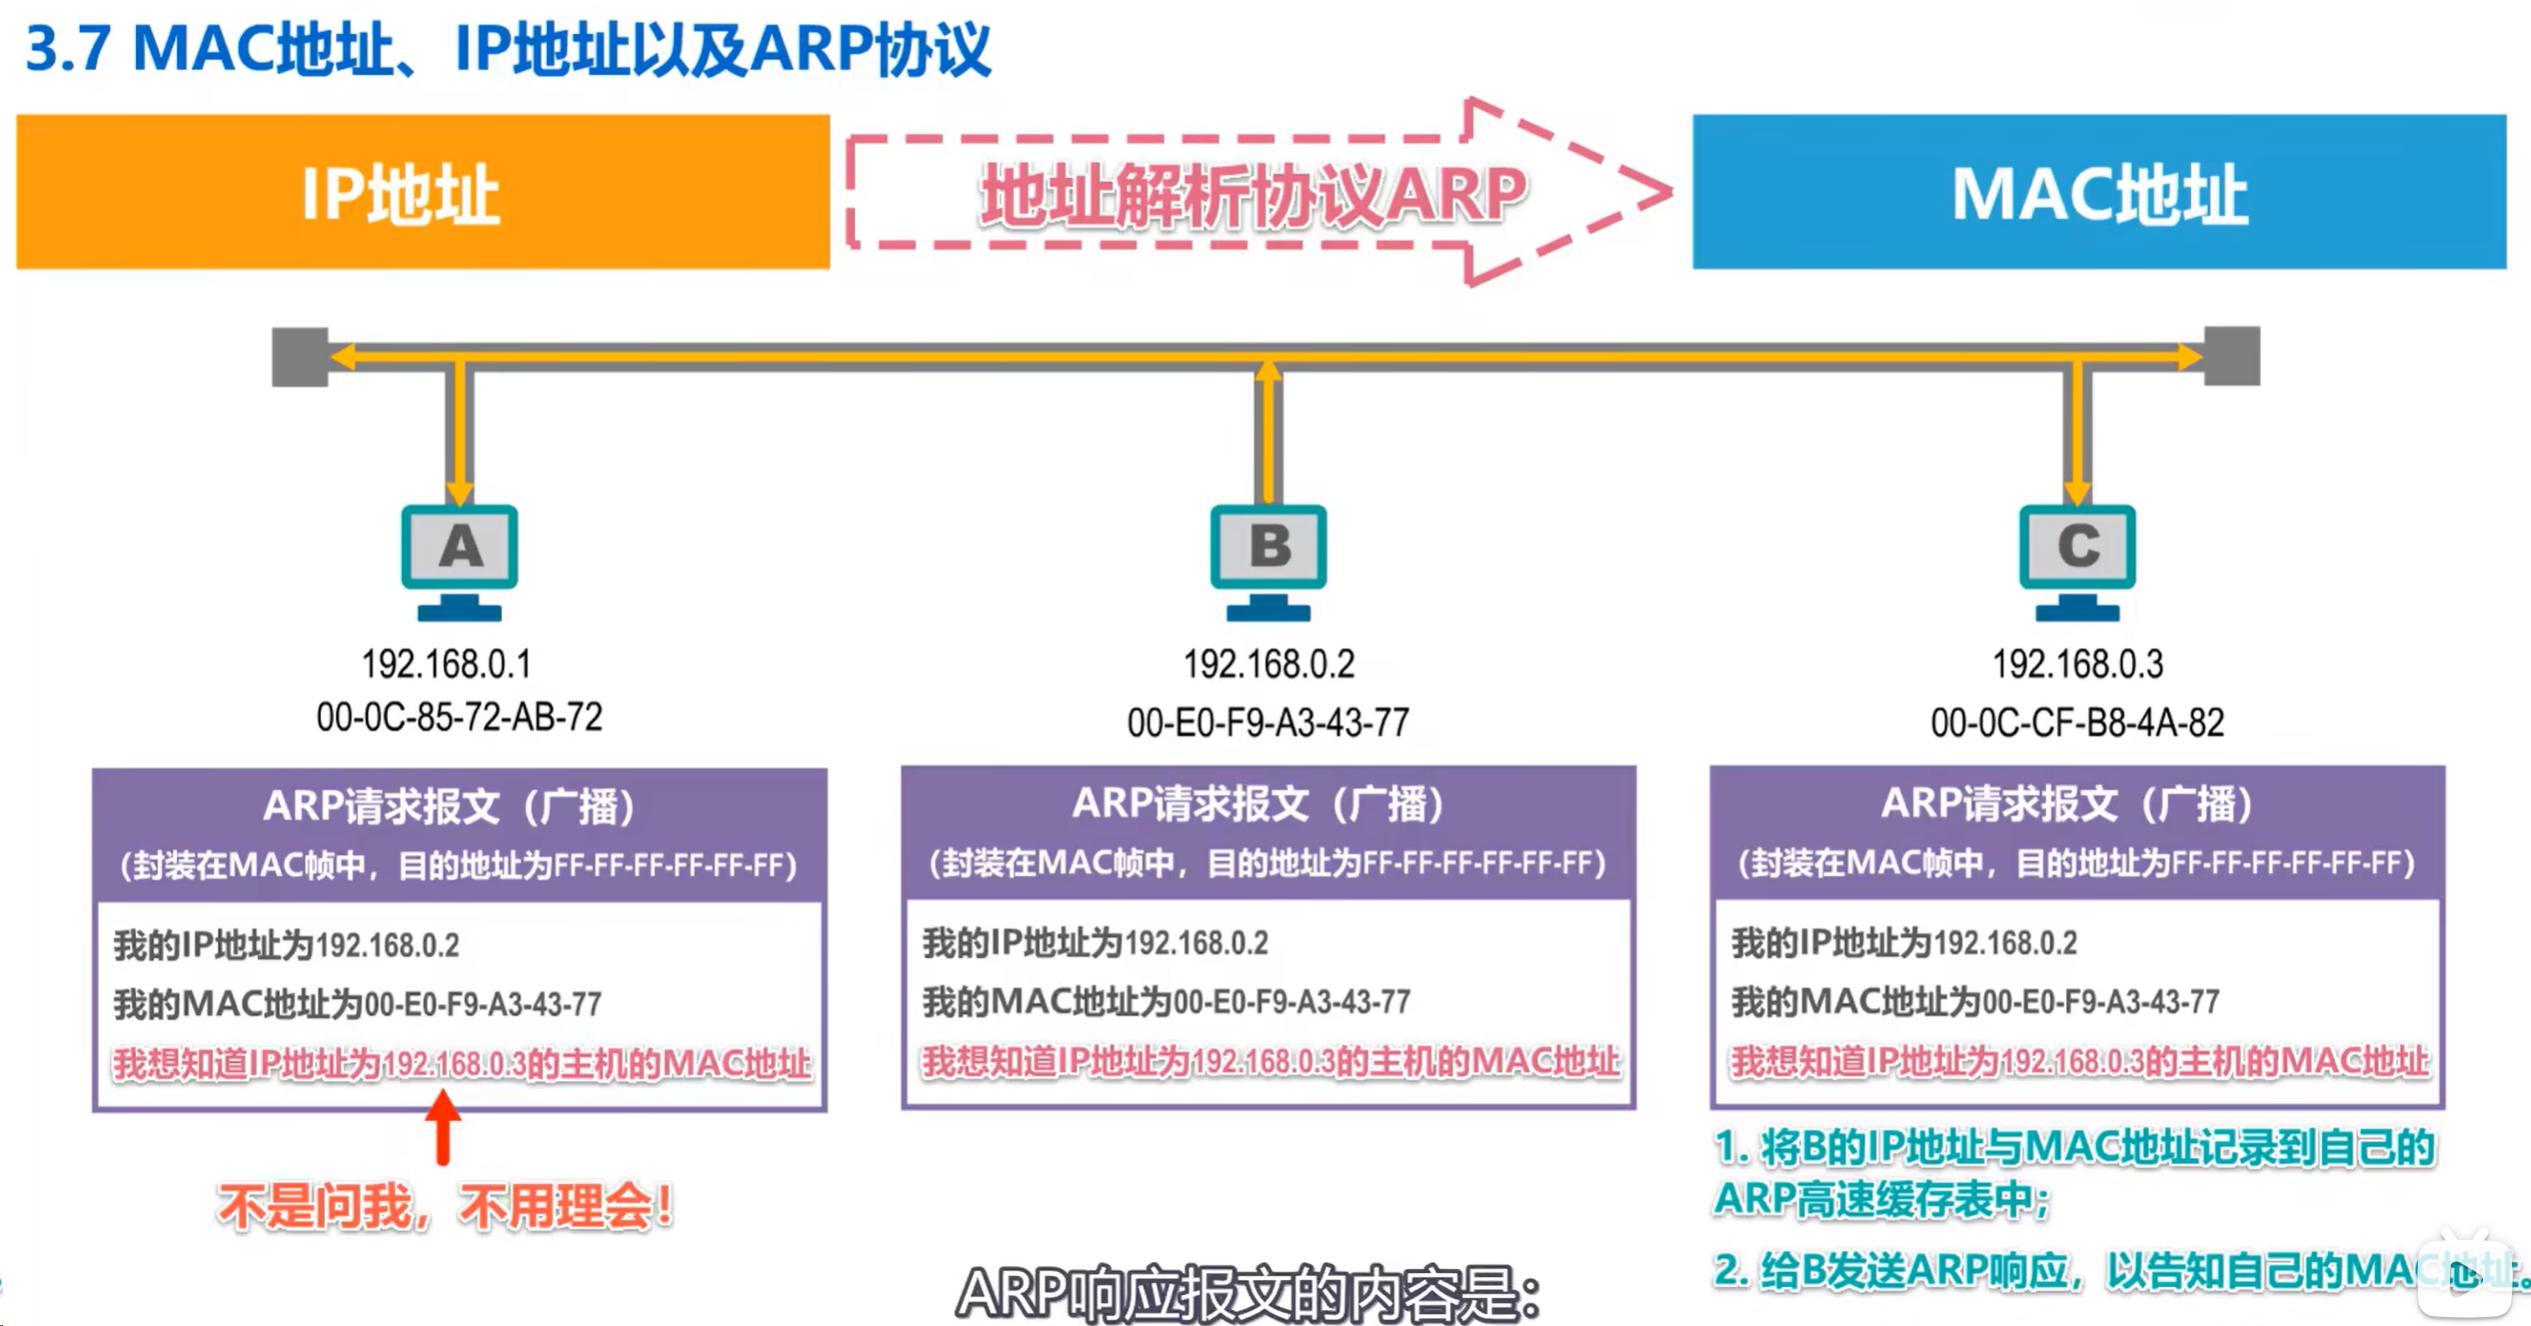 3.7 MAC地址、IP地址以及ARP协议
IP地址
地址解析协议ARP
MAC地址
A
B
C
192.168.0.1
00-0C-85-72-AB-72
192.168.0.2
00-E0-F9-A3-43-77
192.168.0.3
00-0C-CF-B8-4A-82
ARP请求报文（广播）
（封装在MAC帧中，目的地址为FF-FF-FF-FF-FF-FF）
我的IP地址为192.168.0.2
我的MAC地址为00-E0-F9-A3-43-77
我想知道IP地址为192.168.0.3的主机的MAC地址
不是问我，不用理会！
ARP请求报文（广播）
（封装在MAC帧中，目的地址为FF-FF-FF-FF-FF-FF）
我的IP地址为192.168.0.2
我的MAC地址为00-E0-F9-A3-43-77
我想知道IP地址为192.168.0.3的主机的MAC地址
ARP请求报文（广播）
（封装在MAC帧中，目的地址为FF-FF-FF-FF-FF-FF）
我的IP地址为192.168.0.2
我的MAC地址为00-E0-F9-A3-43-77
我想知道IP地址为192.168.0.3的主机的MAC地址
1. 将B的IP地址与MAC地址记录到自己的
ARP高速缓存表中；
2. 给B发送ARP响应，以告知自己的MAC地址。
ARP响应报文的内容是：